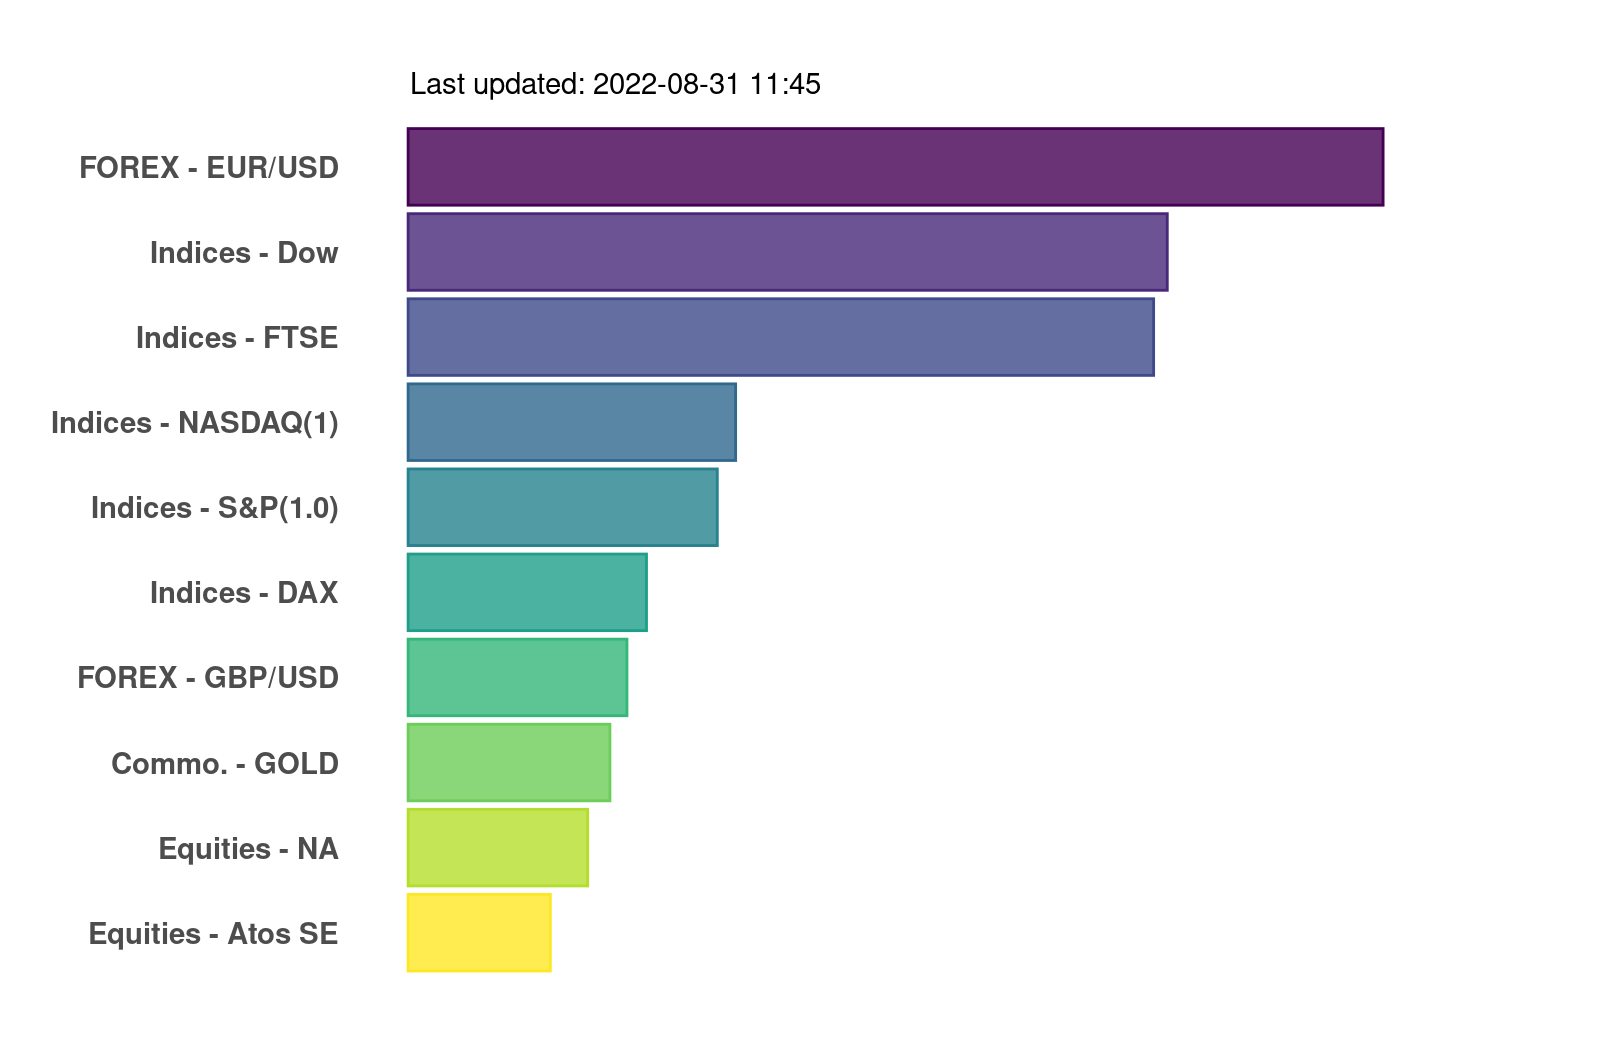 Last updated: 2022-08-31 11:45
FOREX - EUR/USD
Indices - Dow
Indices - FTSE
Indices - NASDAQ(1)
Indices - S&P(1.0)
Indices - DAX
FOREX - GBP/USD
Commo. - GOLD
Equities - NA
Equities - Atos SE